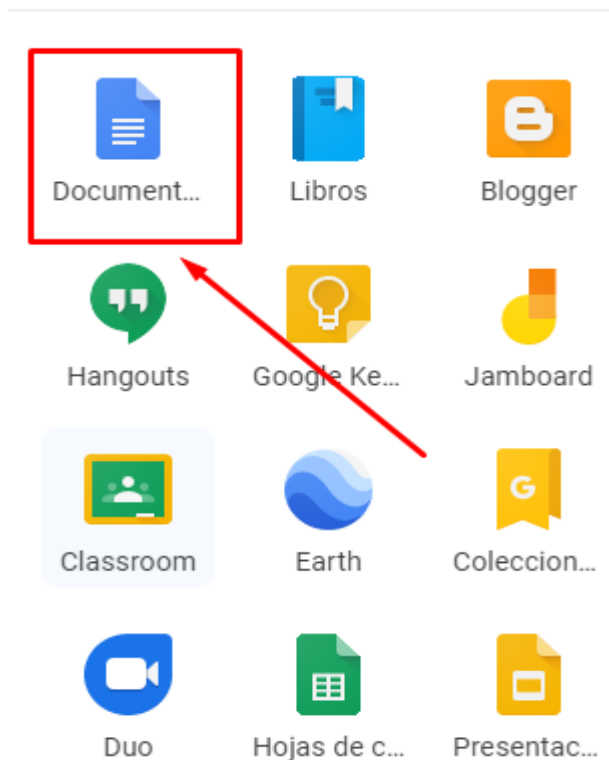 Document...
Libros
Blogger
Hangouts
Google Ke...
Jamboard
G
Classroom
Earth
Coleccion...
Duo
Hojas de c...
Presentac...